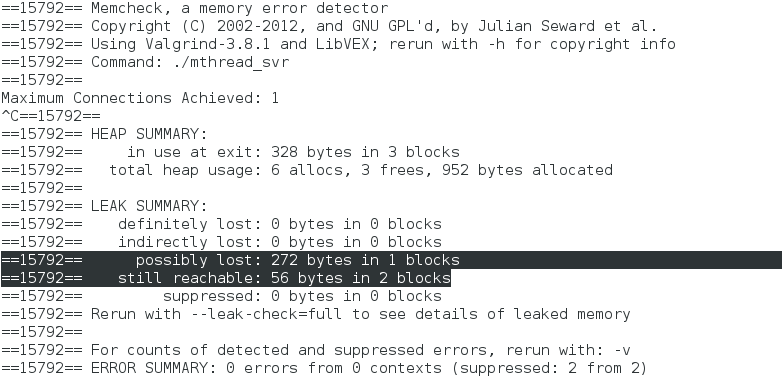 ==15792== Memcheck, a memory error detector
==15792== Copyright (C) 2002-2012, and GNU GPL'd, by Julian Seward et al.
==15792== Using Valgrind-3.8.1 and LibVEX; rerun with -h for copyright info
==15792== Command: ./mthread_svr
==15792==
Maximum Connections Achieved: 1
^C==15792==
==15792== HEAP SUMMARY:
==15792==     in use at exit: 328 bytes in 3 blocks
==15792==   total heap usage: 6 allocs, 3 frees, 952 bytes allocated
==15792==
==15792== LEAK SUMMARY:
==15792==    definitely lost: 0 bytes in 0 blocks
==15792==    indirectly lost: 0 bytes in 0 blocks
==15792==      possibly lost: 272 bytes in 1 blocks
==15792==    still reachable: 56 bytes in 2 blocks
==15792==         suppressed: 0 bytes in 0 blocks
==15792== Rerun with --leak-check=full to see details of leaked memory
==15792==
==15792== For counts of detected and suppressed errors, rerun with: -v
==15792== ERROR SUMMARY: 0 errors from 0 contexts (suppressed: 2 from 2)